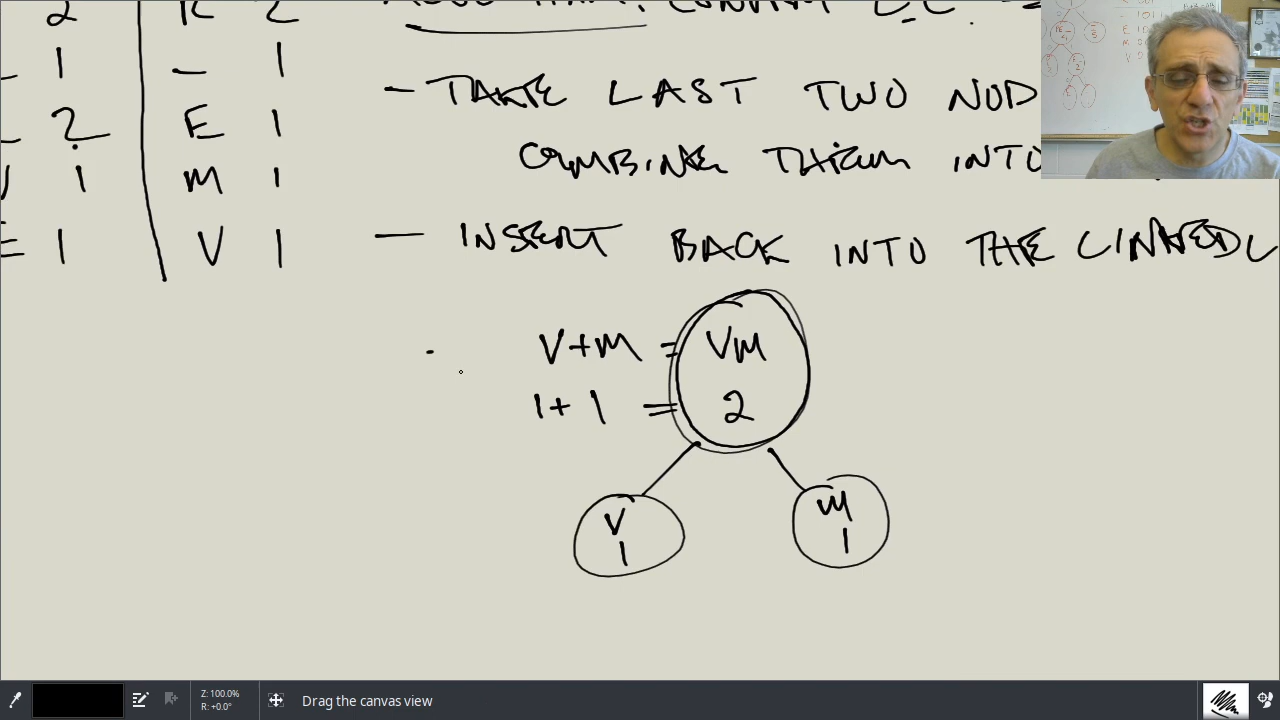 2 R 2
1 _ 1
- TAKE LAST TWO NOD
2 E 1
COMBINE THEM INTO
1 M 1
- INSERT BACK INTO THE LINKEDL
E 1 V 1
V+M = VM
1+1 = 2
V
1
M
1
Z: 100.0%
R: +0.0°
Drag the canvas view